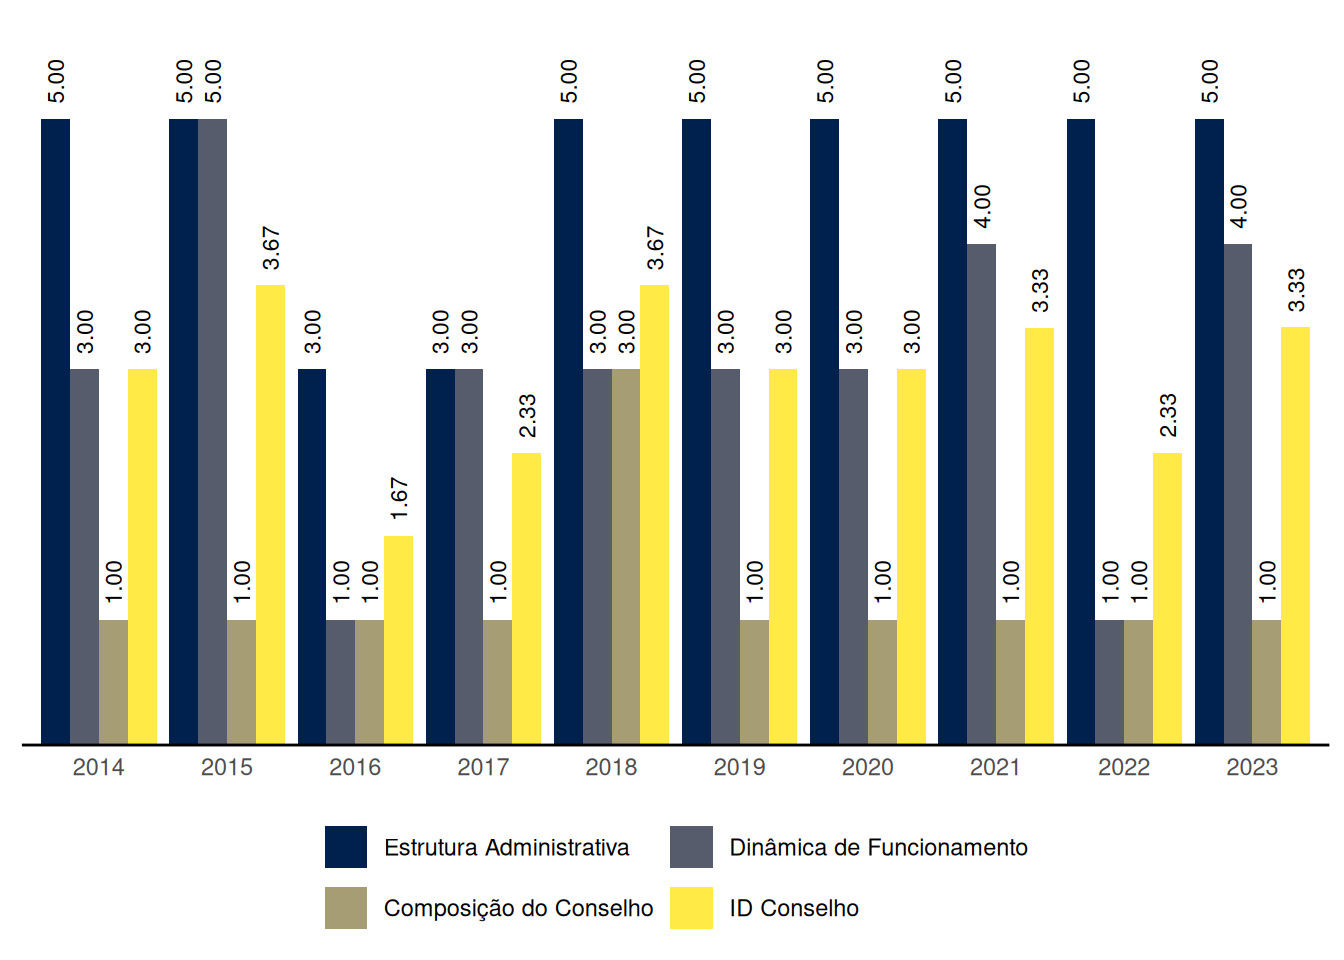 5.00 3.00 1.00 3.00
5.00 5.00 1.00 3.67
3.00 1.00 1.00 1.67
3.00 3.00 1.00 2.33
5.00 3.00 3.00 3.67
5.00 3.00 1.00 3.00
5.00 3.00 1.00 3.00
5.00 4.00 1.00 3.33
5.00 1.00 1.00 2.33
5.00 4.00 1.00 3.33
2014 2015 2016 2017 2018 2019 2020 2021 2022 2023
Estrutura Administrativa Dinâmica de Funcionamento
Composição do Conselho ID Conselho